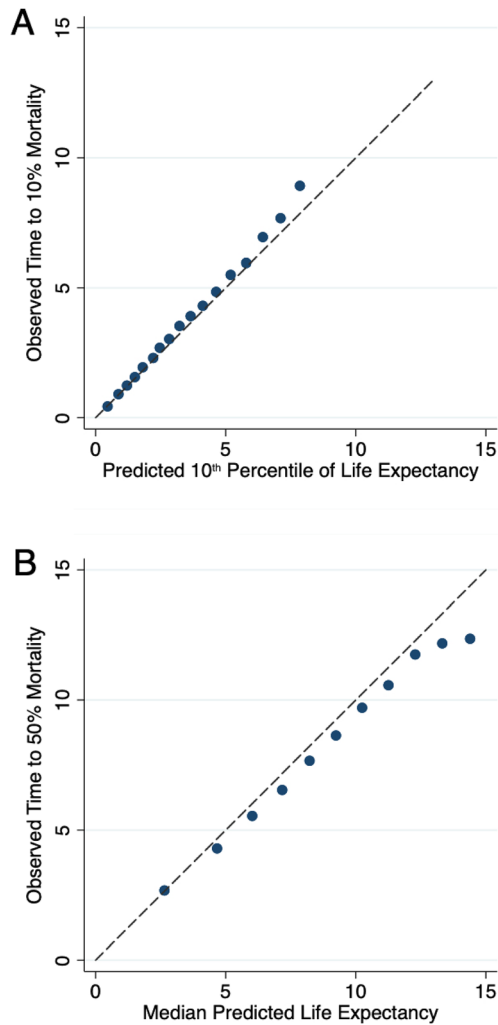 A
Observed Time to 10% Mortality
15
10
5
0
0 5 10 15
Predicted 10th Percentile of Life Expectancy
B
Observed Time to 50% Mortality
15
10
5
0
0 5 10 15
Median Predicted Life Expectancy